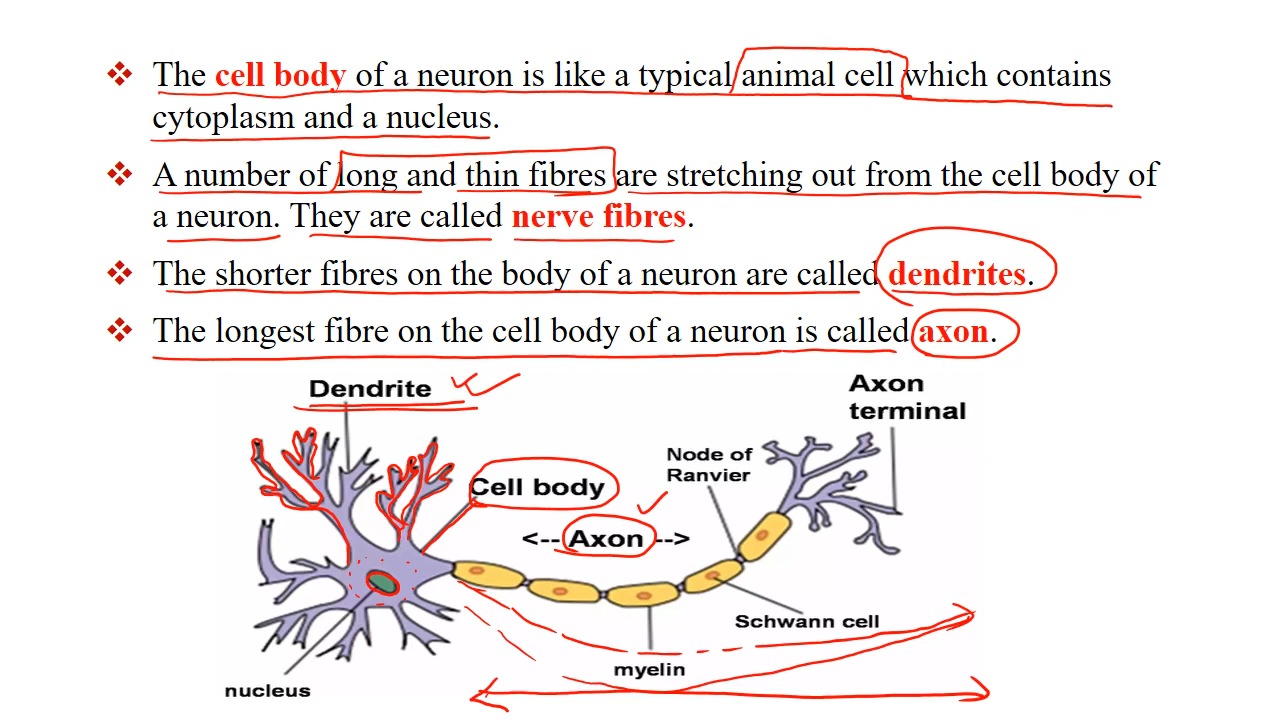 ❖ The cell body of a neuron is like a typical animal cell which contains
cytoplasm and a nucleus.
❖ A number of long and thin fibres are stretching out from the cell body of
a neuron. They are called nerve fibres.
❖ The shorter fibres on the body of a neuron are called dendrites.
❖ The longest fibre on the cell body of a neuron is called axon.
Dendrite
Axon
terminal
Node of
Ranvier
Cell body
<-- Axon -->
Schwann cell
myelin
nucleus